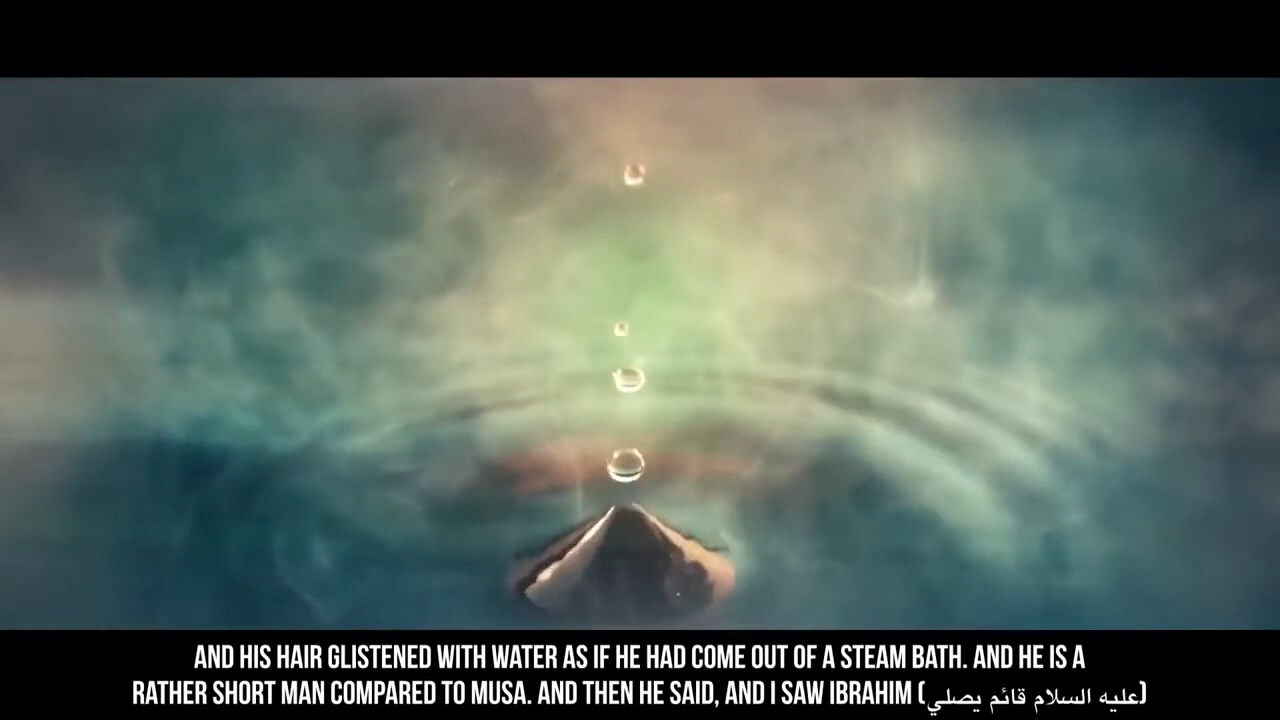 AND HIS HAIR GLISTENED WITH WATER AS IF HE HAD COME OUT OF A STEAM BATH. AND HE IS A
RATHER SHORT MAN COMPARED TO MUSA. AND THEN HE SAID, AND I SAW IBRAHIM (عليه السلام قائم يصلي)